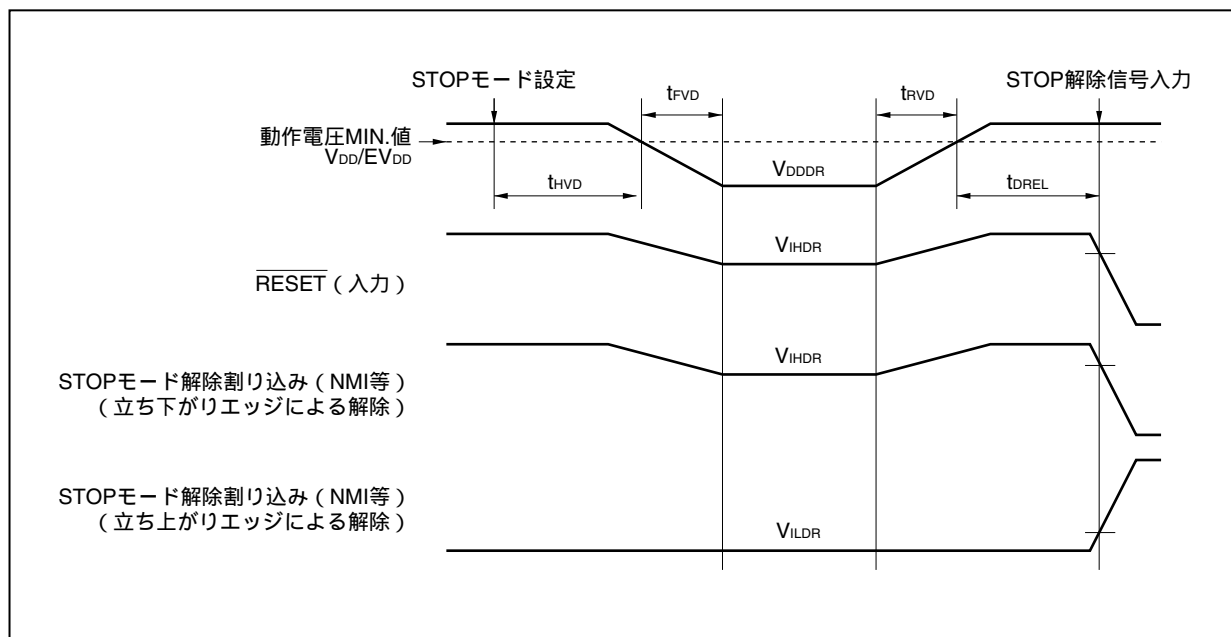 STOPモード設定
STOP解除信号入力
tFVD
tRVD
動作電圧MIN.値
VDD/EVDD
VDDDR
tHVD
tDREL
VIHDR
RESET（入力）
VIHDR
STOPモード解除割り込み（NMI等）
（立ち下がりエッジによる解除）
STOPモード解除割り込み（NMI等）
（立ち上がりエッジによる解除）
VILDR